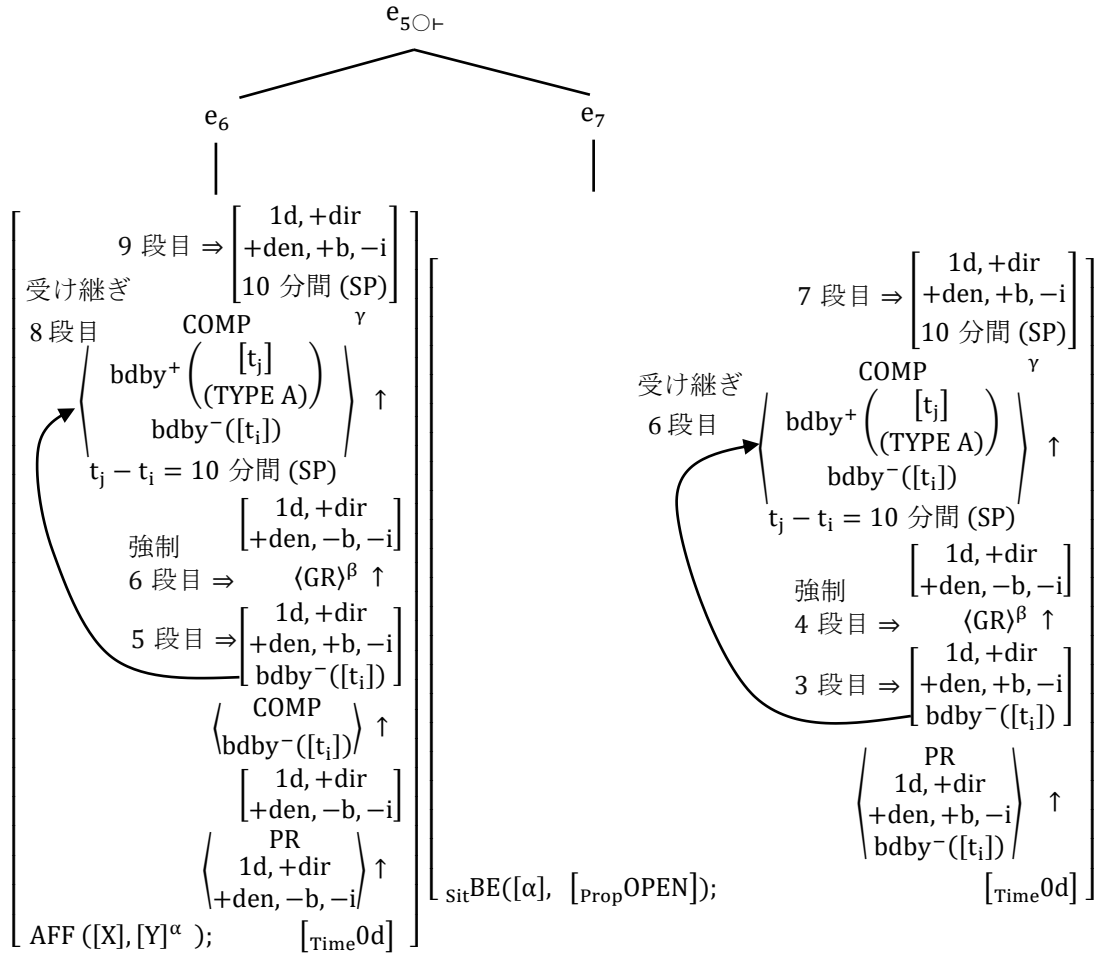 e₅○⊢
e₆
e₇
9 段目 ⇒ [1d, +dir
+den, +b, −i
10 分間 (SP)]
受け継ぎ
8 段目
COMP γ
⟨bdby⁺ ([tⱼ]
(TYPE A))
bdby⁻([tᵢ])
tⱼ − tᵢ = 10 分間 (SP)⟩ ↑
[1d, +dir
+den, −b, −i]
強制
6 段目 ⇒ ⟨GR⟩ᵝ ↑
5 段目 ⇒ [1d, +dir
+den, +b, −i
bdby⁻([tᵢ])]
⟨COMP
bdby⁻([tᵢ])⟩ ↑
[1d, +dir
+den, −b, −i]
⟨PR
1d, +dir
+den, −b, −i⟩ ↑
AFF ([X], [Y]ᵅ ); [Time0d]
7 段目 ⇒ [1d, +dir
+den, +b, −i
10 分間 (SP)]
受け継ぎ
6 段目
COMP γ
⟨bdby⁺ ([tⱼ]
(TYPE A))
bdby⁻([tᵢ])
tⱼ − tᵢ = 10 分間 (SP)⟩ ↑
[1d, +dir
+den, −b, −i]
強制
4 段目 ⇒ ⟨GR⟩ᵝ ↑
3 段目 ⇒ [1d, +dir
+den, +b, −i
bdby⁻([tᵢ])]
⟨PR
1d, +dir
+den, +b, −i
bdby⁻([tᵢ])⟩ ↑
SitBE([α], [PropOPEN]); [Time0d]